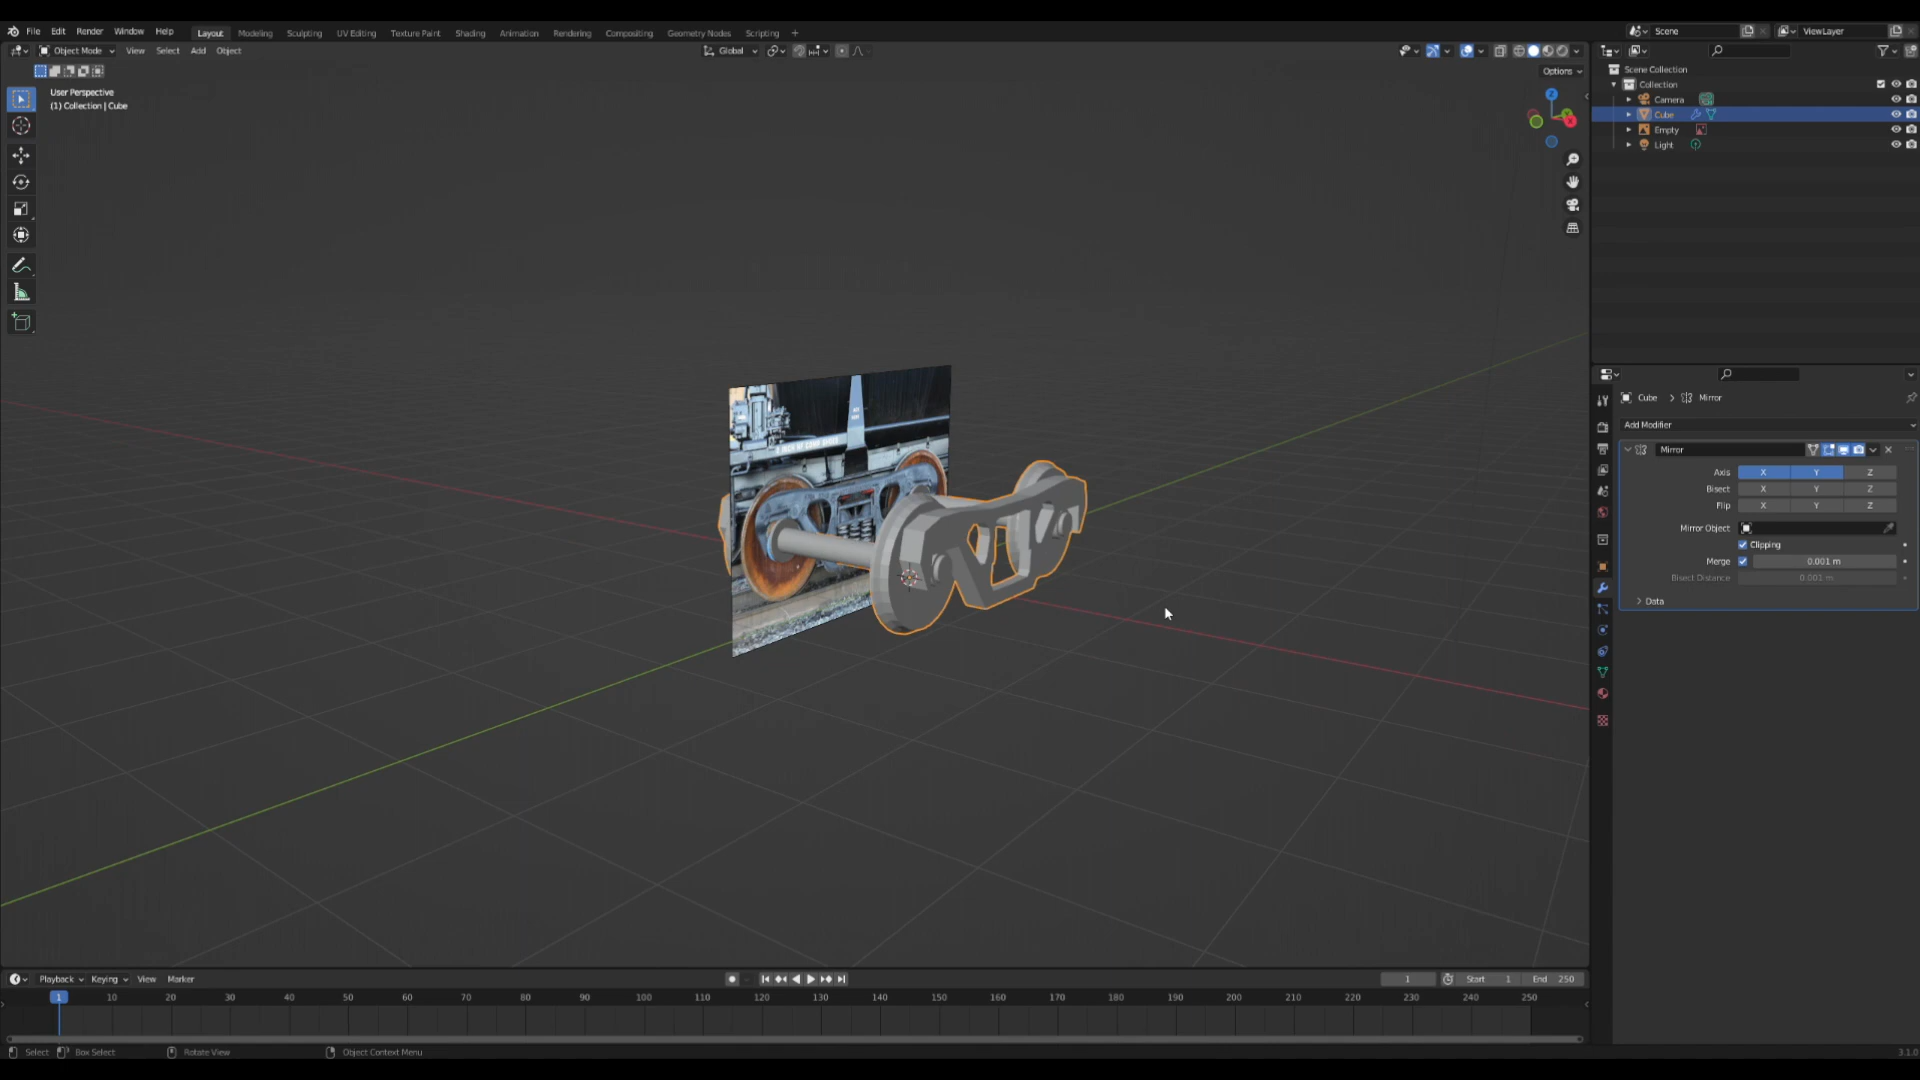 File Edit Render Window Help Layout Modeling Sculpting UV Editing Texture Paint Shading Animation Rendering Compositing Geometry Nodes Scripting + Scene ViewLayer
Object Mode View Select Add Object Global
Options
User Perspective
(1) Collection | Cube
Z
X
Scene Collection
Collection
Camera
Cube
Empty
Light
Cube > Mirror
Add Modifier
Mirror
Axis X Y Z
Bisect X Y Z
Flip X Y Z
Mirror Object
Clipping
Merge 0.001 m
Bisect Distance 0.001 m
Data
Playback Keying View Marker 1 Start 1 End 250
1 10 20 30 40 50 60 70 80 90 100 110 120 130 140 150 160 170 180 190 200 210 220 230 240 250
Select Box Select Rotate View Object Context Menu 3.1.0